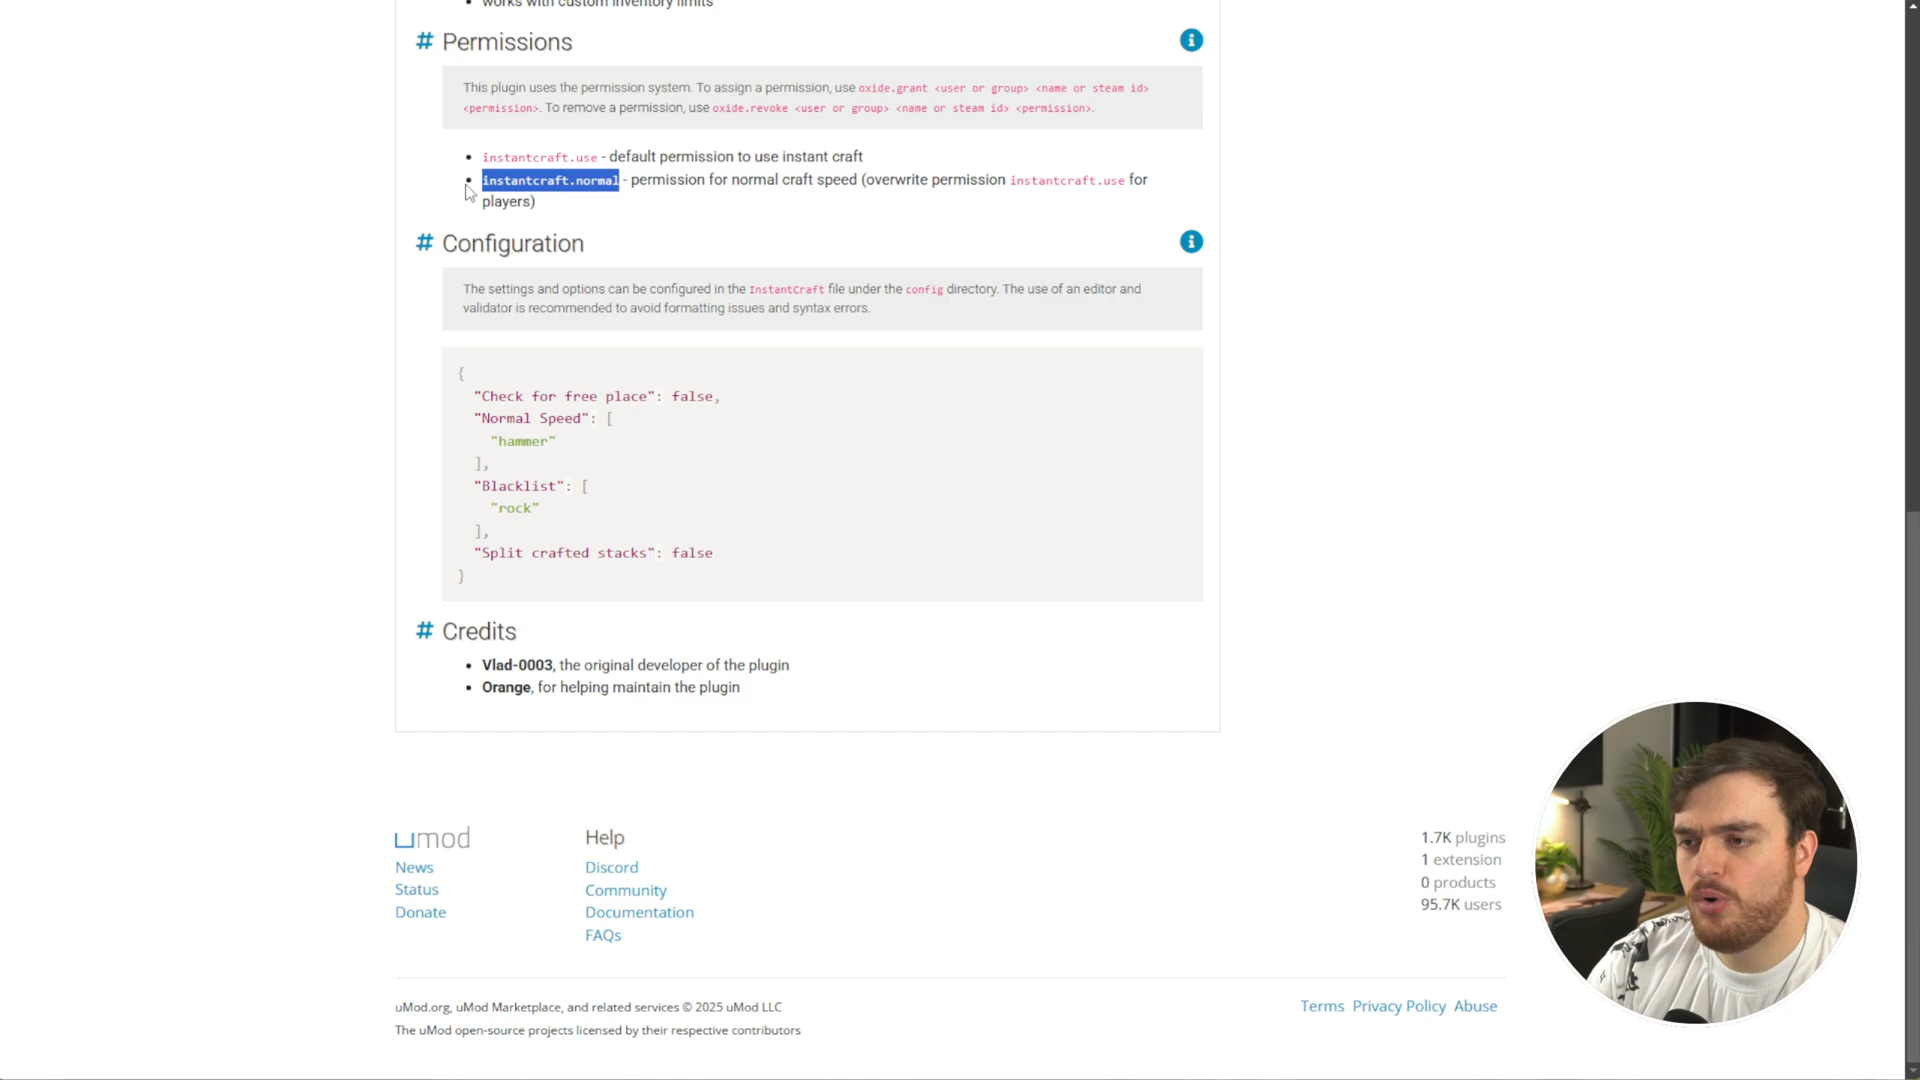 works with custom inventory limits
# Permissions
This plugin uses the permission system. To assign a permission, use oxide.grant <user or group> <name or steam id>
<permission>. To remove a permission, use oxide.revoke <user or group> <name or steam id> <permission>.
instantcraft.use - default permission to use instant craft
instantcraft.normal - permission for normal craft speed (overwrite permission instantcraft.use for
players)
# Configuration
The settings and options can be configured in the InstantCraft file under the config directory. The use of an editor and
validator is recommended to avoid formatting issues and syntax errors.
{
"Check for free place": false,
"Normal Speed": [
"hammer"
],
"Blacklist": [
"rock"
],
"Split crafted stacks": false
}
# Credits
Vlad-0003, the original developer of the plugin
Orange, for helping maintain the plugin
umod
News
Status
Donate
Help
Discord
Community
Documentation
FAQs
1.7K plugins
1 extension
0 products
95.7K users
uMod.org, uMod Marketplace, and related services © 2025 uMod LLC
The uMod open-source projects licensed by their respective contributors
Terms Privacy Policy Abuse